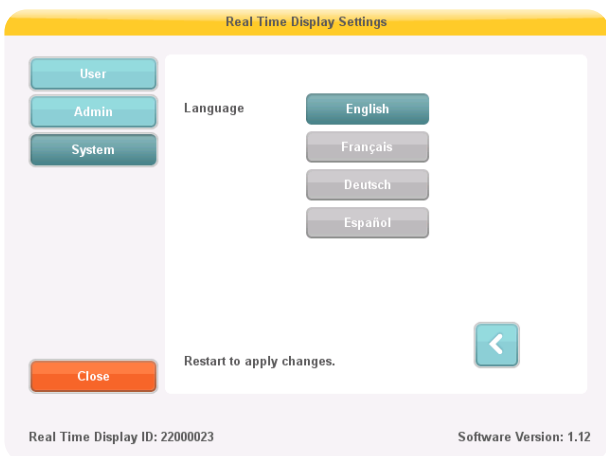 Real Time Display Settings
User
Admin
System
Language
English
Français
Deutsch
Español
Restart to apply changes.
Close
Real Time Display ID: 22000023
Software Version: 1.12